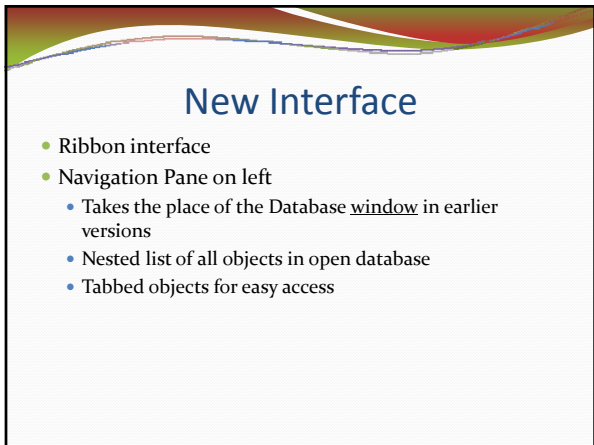 New Interface
Ribbon interface
Navigation Pane on left
Takes the place of the Database window in earlier
versions
Nested list of all objects in open database
Tabbed objects for easy access